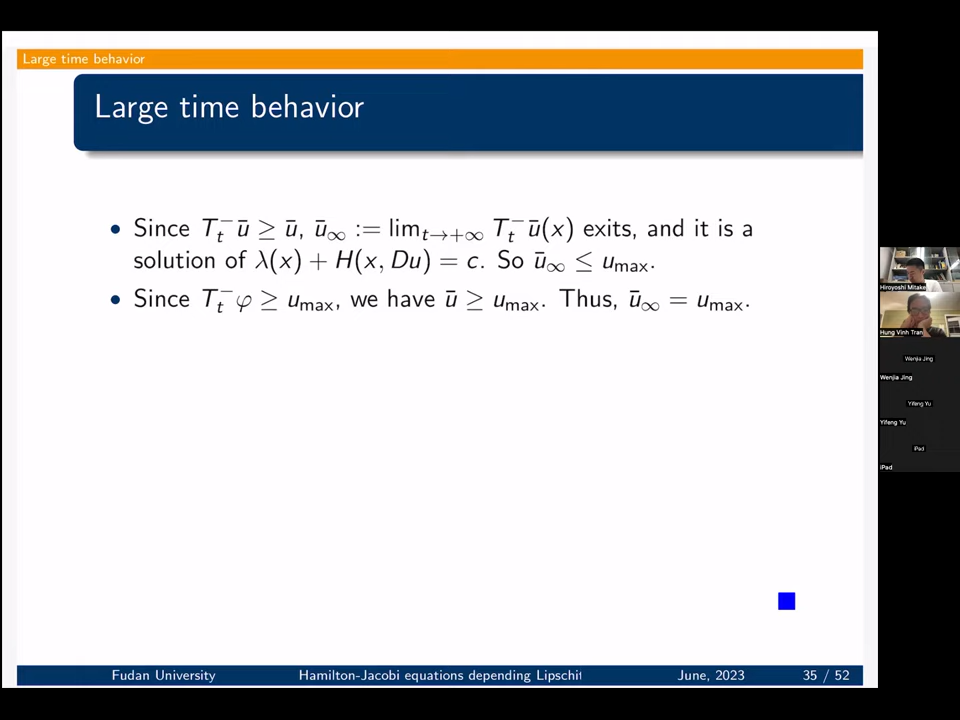 Large time behavior
Large time behavior
• Since T_t^- ū ≥ ū, ū_∞ := lim_{t→+∞} T_t^- ū(x) exits, and it is a
solution of λ(x) + H(x, Du) = c. So ū_∞ ≤ u_max.
• Since T_t^- φ ≥ u_max, we have ū ≥ u_max. Thus, ū_∞ = u_max.
Fudan University Hamilton-Jacobi equations depending Lipschit June, 2023 35 / 52
Hiroyoshi Mitake
Hung Vinh Tran
Wenjia Jing
Wenjia Jing
Yifeng Yu
Yifeng Yu
iPad
iPad